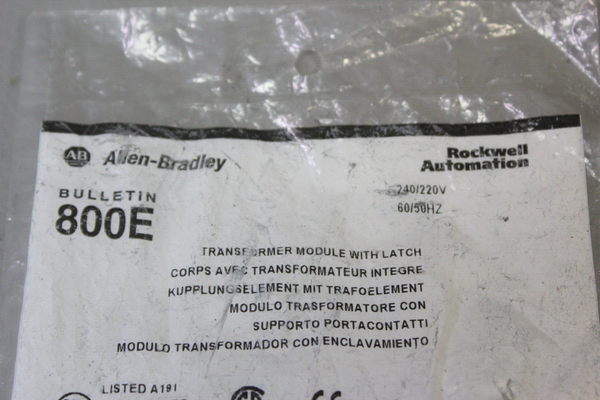 AB Allen-Bradley
Rockwell
Automation
BULLETIN
800E
240/220V
60/50HZ
TRANSFORMER MODULE WITH LATCH
CORPS AVEC TRANSFORMATEUR INTEGRE
KUPPLUNGSELEMENT MIT TRAFOELEMENT
MODULO TRASFORMATORE CON
SUPPORTO PORTACONTATTI
MODULO TRANSFORMADOR CON ENCLAVAMIENTO
LISTED A191